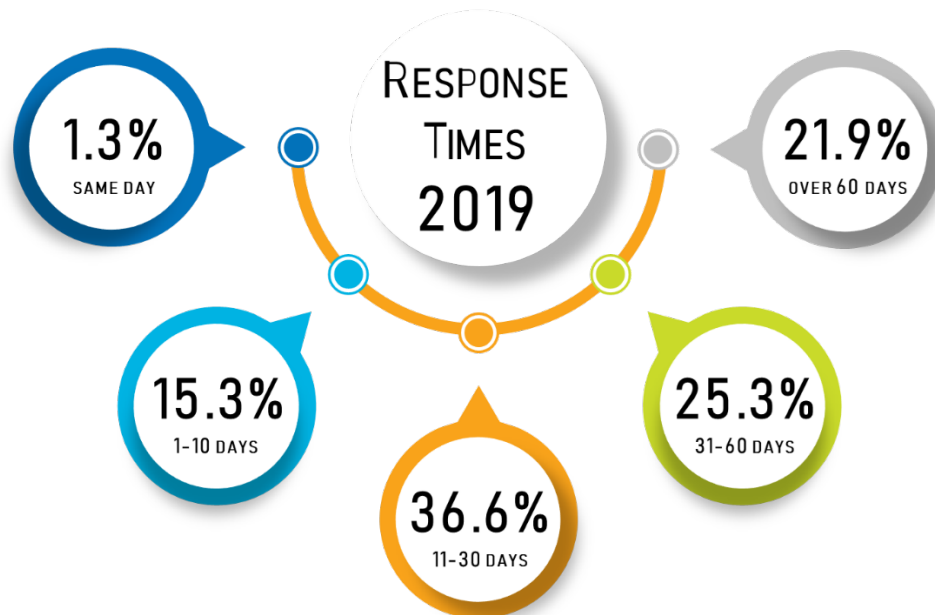 Response
Times
2019
1.3%
SAME DAY
15.3%
1-10 DAYS
36.6%
11-30 DAYS
25.3%
31-60 DAYS
21.9%
OVER 60 DAYS